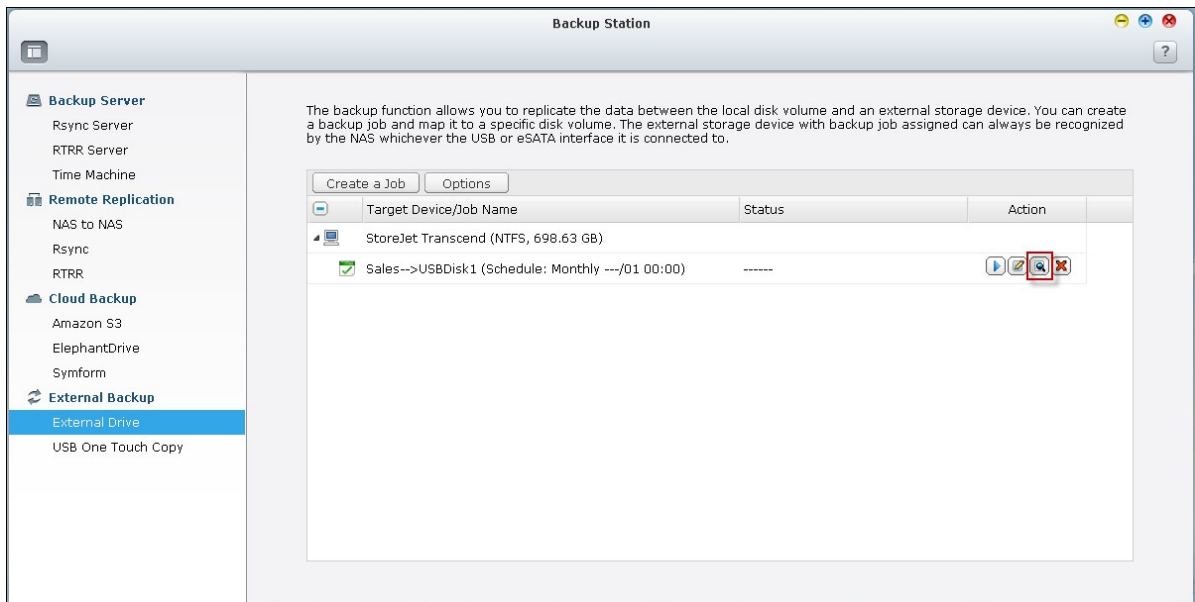 Backup Station
?
Backup Server
Rsync Server
RTRR Server
Time Machine
Remote Replication
NAS to NAS
Rsync
RTRR
Cloud Backup
Amazon S3
ElephantDrive
Symform
External Backup
External Drive
USB One Touch Copy
The backup function allows you to replicate the data between the local disk volume and an external storage device. You can create
a backup job and map it to a specific disk volume. The external storage device with backup job assigned can always be recognized
by the NAS whichever the USB or eSATA interface it is connected to.
Create a Job Options
Target Device/Job Name Status Action
StoreJet Transcend (NTFS, 698.63 GB)
Sales-->USBDisk1 (Schedule: Monthly ---/01 00:00) ------